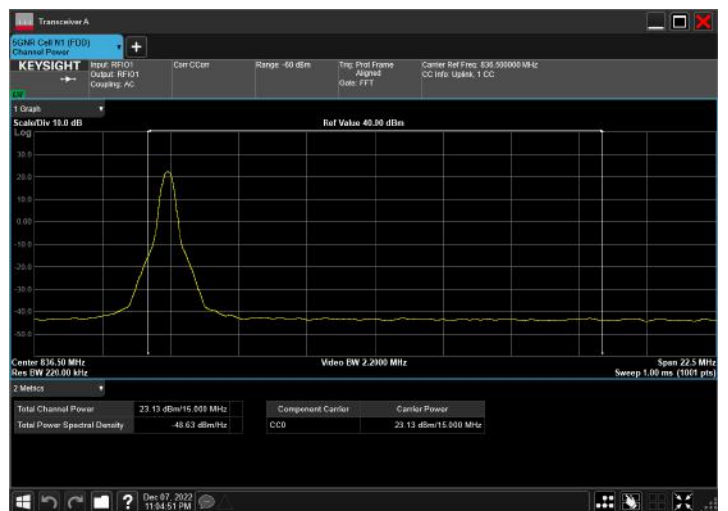 Transceiver A
5GNR Cell N1 (FDD)
Channel Power
KEYSIGHT
Input: RFIO1
Output: RFIO1
Coupling: AC
Corr CCorr
Range: -60 dBm
Trig: Prot Frame
Aligned
Gate: FFT
Carrier Ref Freq: 836.500000 MHz
CC Info: Uplink, 1 CC
1 Graph
Scale/Div 10.0 dB
Ref Value 40.00 dBm
Log
30.0
20.0
10.0
0.00
-10.0
-20.0
-30.0
-40.0
-50.0
Center 836.50 MHz
Video BW 2.2000 MHz
Span 22.5 MHz
Res BW 220.00 kHz
Sweep 1.00 ms (1001 pts)
2 Metrics
Total Channel Power 23.13 dBm/15.000 MHz
Total Power Spectral Density -48.63 dBm/Hz
Component Carrier Carrier Power
CC0 23.13 dBm/15.000 MHz
Dec 07, 2022
11:04:51 PM